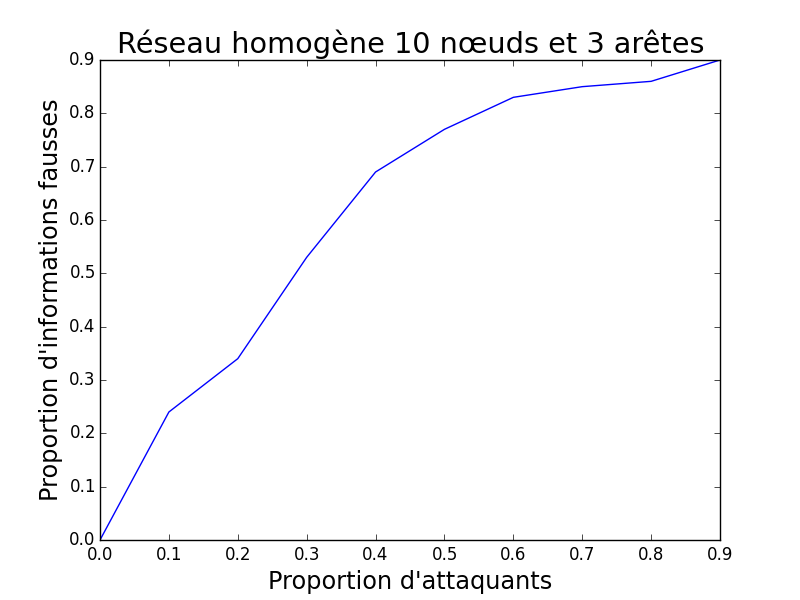 Réseau homogène 10 nœuds et 3 arêtes
Proportion d'informations fausses
0.9
0.8
0.7
0.6
0.5
0.4
0.3
0.2
0.1
0.0
0.0 0.1 0.2 0.3 0.4 0.5 0.6 0.7 0.8 0.9
Proportion d'attaquants